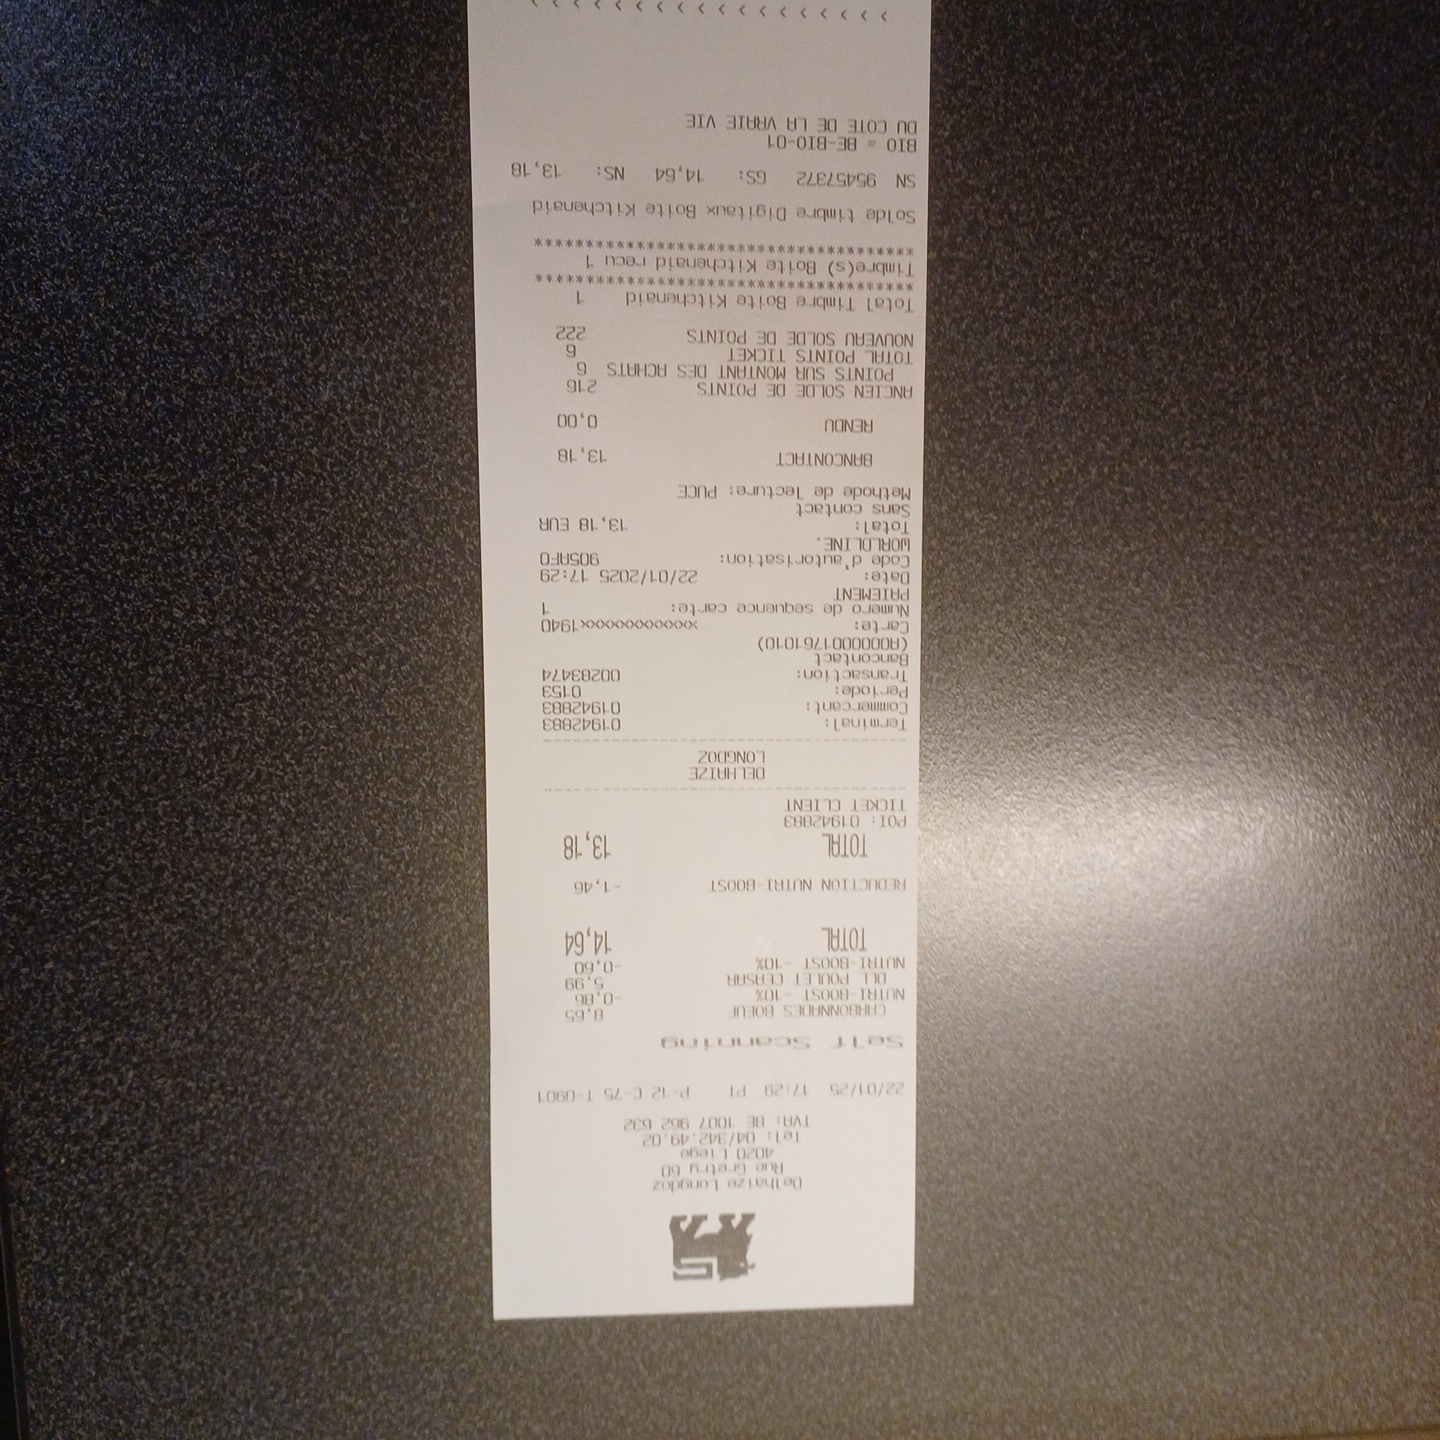 Delhaize Longdoz
Rue Gretry 60
4020 Liege
Tel: 04/342.49.02
TVA: BE 1007 962 632
22/01/25 17:29 PT P-12 C-75 T-0901
Self Scanning
CARBONNADES BOEUF 8,65
NUTRI-BOOST -10% -0,86
DLL POULET CEASAR 5,99
NUTRI-BOOST -10% -0,60
TOTAL 14,64
REDUCTION NUTRI-BOOST -1,46
TOTAL 13,18
POI: 01942883
TICKET CLIENT
DELHAIZE
LONGDOZ
Terminal: 01942883
Commercant: 01942883
Periode: 0153
Transaction: 00283474
Bancontact
(A0000001761010)
Carte: xxxxxxxxxxxxx1940
Numero de sequence carte: 1
PAIEMENT
Date: 22/01/2025 17:29
Code d'autorisation: 905AF0
WORLDLINE.
Total: 13,18 EUR
Sans contact
Methode de lecture: PUCE
BANCONTACT 13,18
RENDU 0,00
ANCIEN SOLDE DE POINTS 216
POINTS SUR MONTANT DES ACHATS 6
TOTAL POINTS TICKET 6
NOUVEAU SOLDE DE POINTS 222
Total Timbre Boite Kitchenaid 1
**************************************
Timbre(s) Boite Kitchenaid recu 1
**************************************
Solde timbre Digitaux Boite Kitchenaid
SN 95457372 GS: 14,64 NS: 13,18
BIO = BE-BIO-01
DU COTE DE LA VRAIE VIE